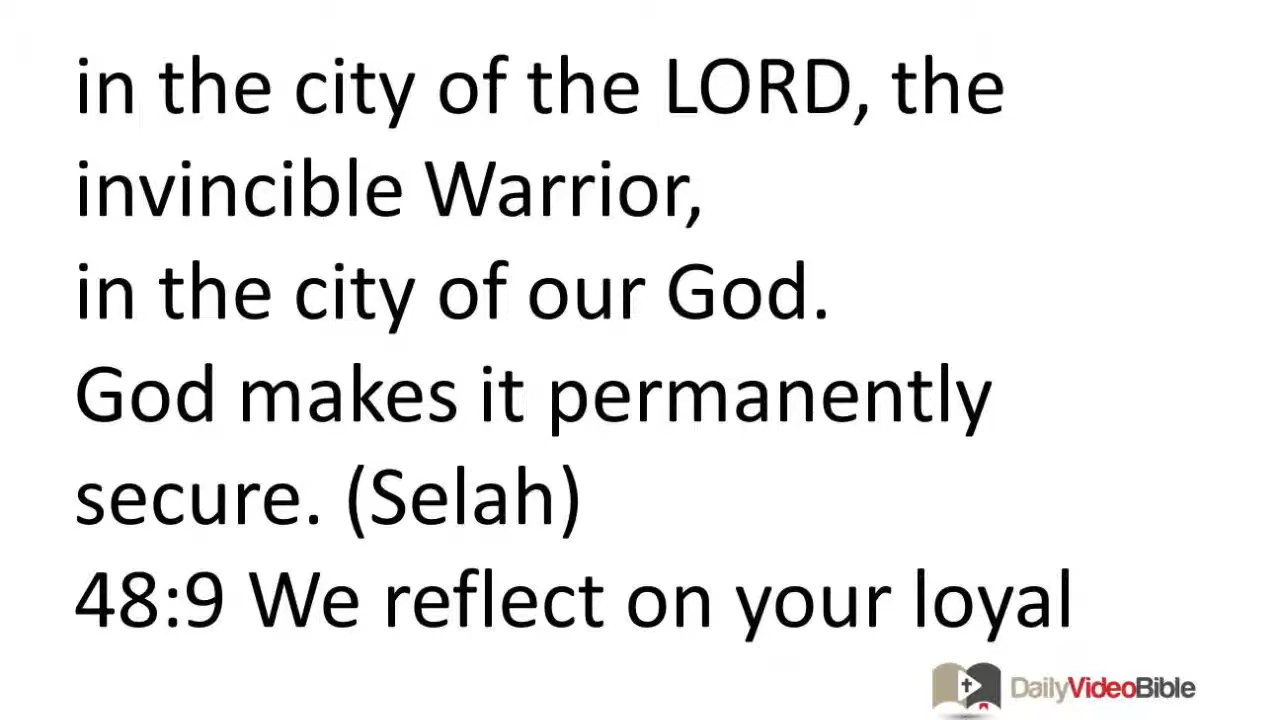 in the city of the LORD, the
invincible Warrior,
in the city of our God.
God makes it permanently
secure. (Selah)
48:9 We reflect on your loyal
DailyVideoBible